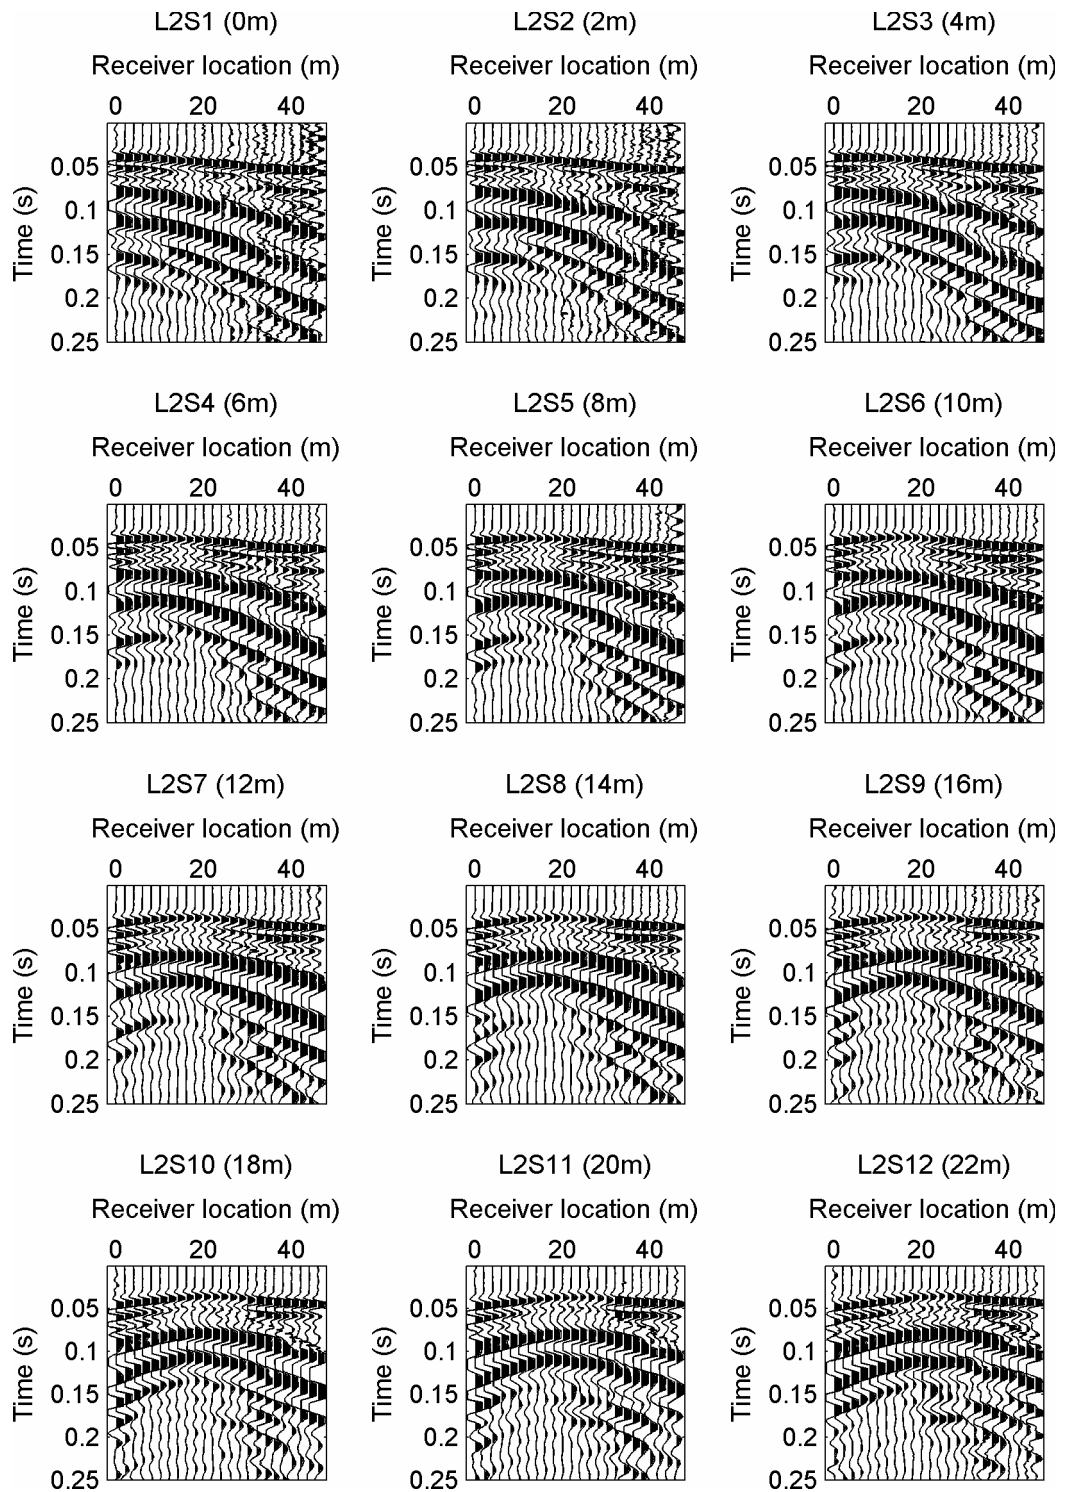 L2S1 (0m) L2S2 (2m) L2S3 (4m)
Receiver location (m) Receiver location (m) Receiver location (m)
0 20 40 0 20 40 0 20 40
0.05 0.05 0.05
0.1 0.1 0.1
0.15 0.15 0.15
0.2 0.2 0.2
0.25 0.25 0.25
Time (s) Time (s) Time (s)
L2S4 (6m) L2S5 (8m) L2S6 (10m)
Receiver location (m) Receiver location (m) Receiver location (m)
0 20 40 0 20 40 0 20 40
0.05 0.05 0.05
0.1 0.1 0.1
0.15 0.15 0.15
0.2 0.2 0.2
0.25 0.25 0.25
Time (s) Time (s) Time (s)
L2S7 (12m) L2S8 (14m) L2S9 (16m)
Receiver location (m) Receiver location (m) Receiver location (m)
0 20 40 0 20 40 0 20 40
0.05 0.05 0.05
0.1 0.1 0.1
0.15 0.15 0.15
0.2 0.2 0.2
0.25 0.25 0.25
Time (s) Time (s) Time (s)
L2S10 (18m) L2S11 (20m) L2S12 (22m)
Receiver location (m) Receiver location (m) Receiver location (m)
0 20 40 0 20 40 0 20 40
0.05 0.05 0.05
0.1 0.1 0.1
0.15 0.15 0.15
0.2 0.2 0.2
0.25 0.25 0.25
Time (s) Time (s) Time (s)